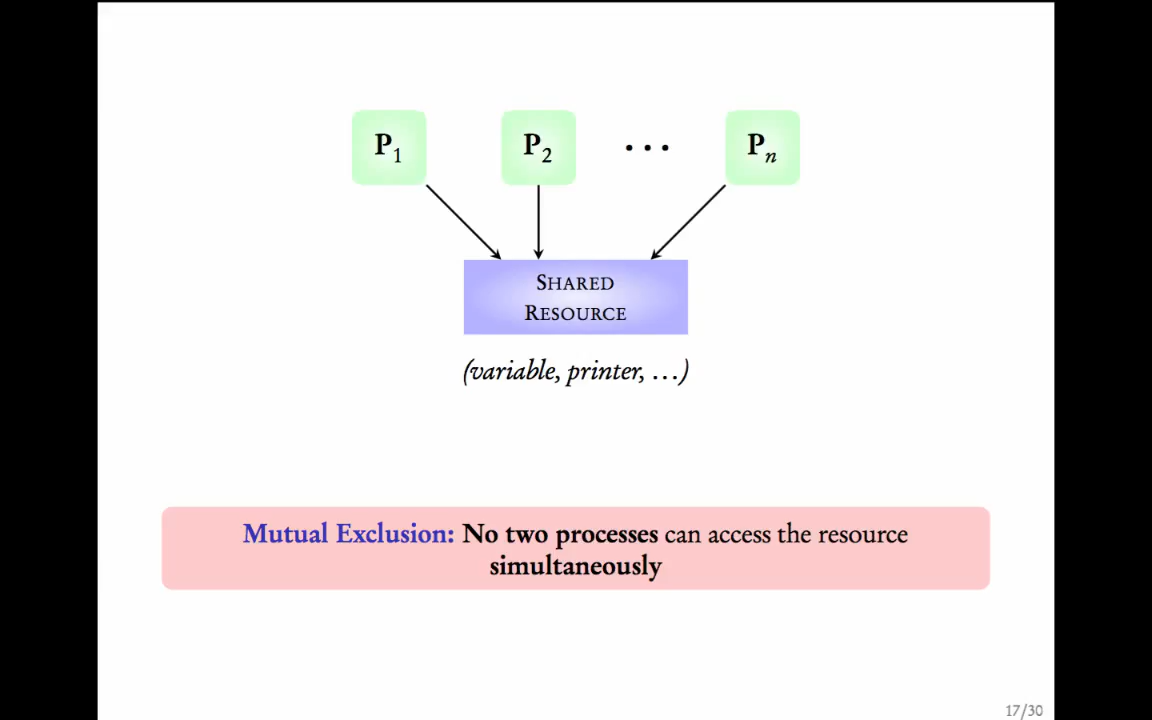 P1 P2 ... Pn
SHARED
RESOURCE
(variable, printer, ...)
Mutual Exclusion: No two processes can access the resource
simultaneously
17/30